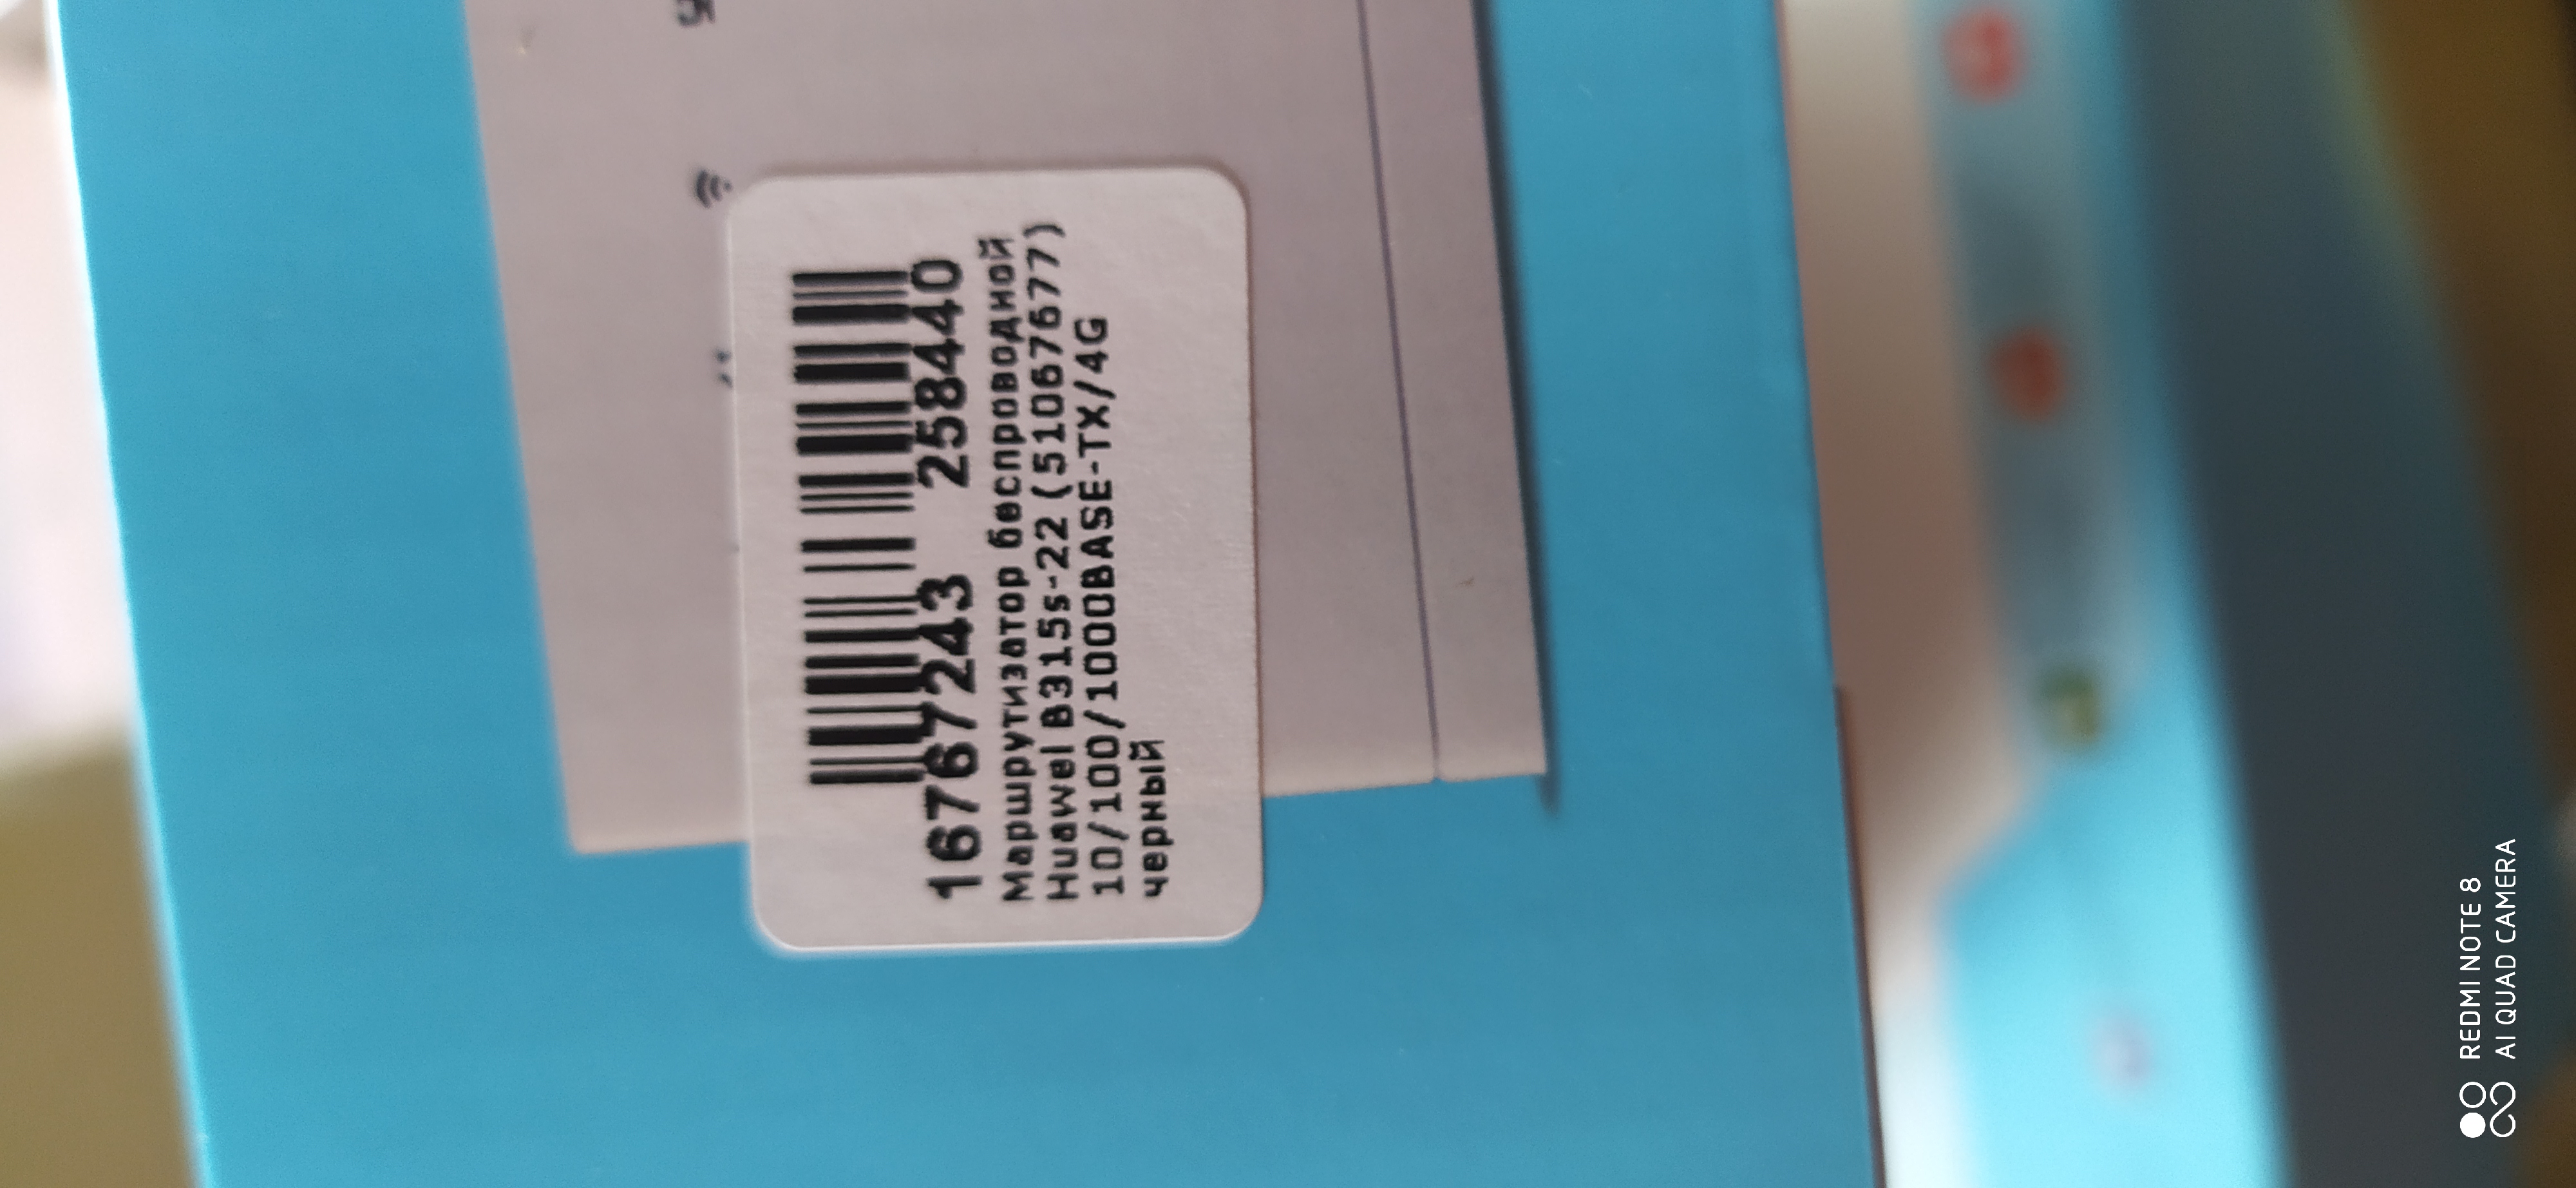 16767243 258440
Маршрутизатор беспроводной
Huawei B315s-22 (51067677)
10/100/1000BASE-TX/4G
черный
REDMI NOTE 8
AI QUAD CAMERA